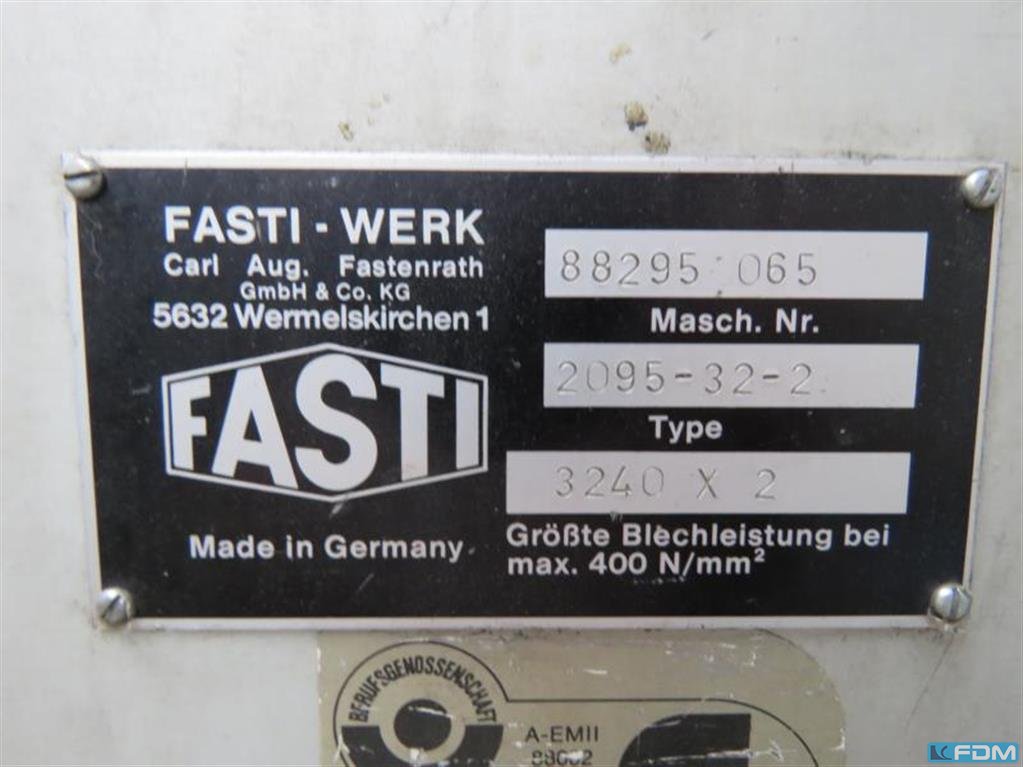 FASTI - WERK
Carl Aug. Fastenrath
GmbH & Co. KG
5632 Wermelskirchen 1
FASTI
Made in Germany
88295 065
Masch. Nr.
2095-32-2
Type
3240 X 2
Größte Blechleistung bei
max. 400 N/mm²
BERUFSGENOSSENSCHAFT
A-EMII
FDM